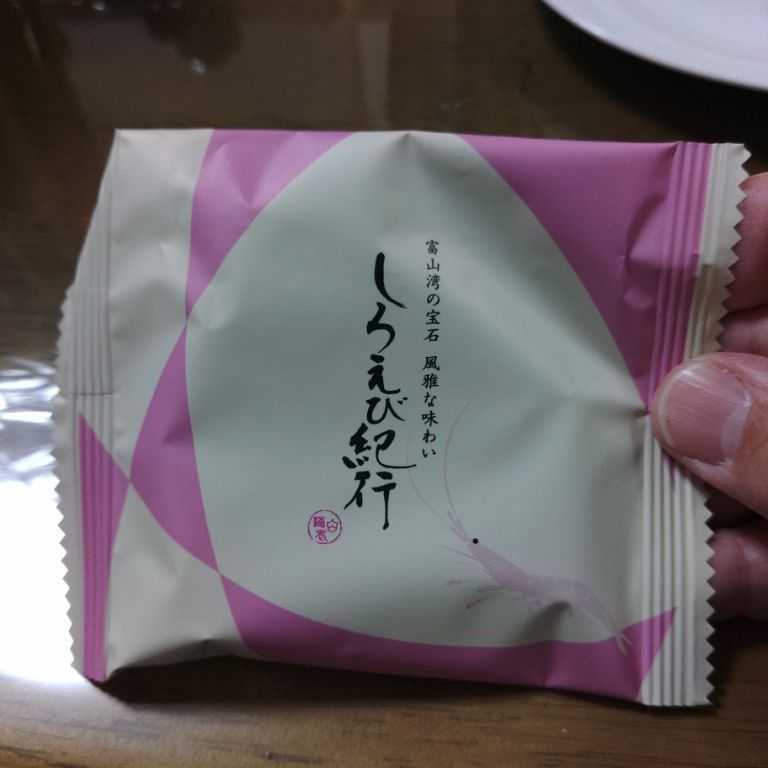 富山湾の宝石 風雅な味わい
しろえび紀行